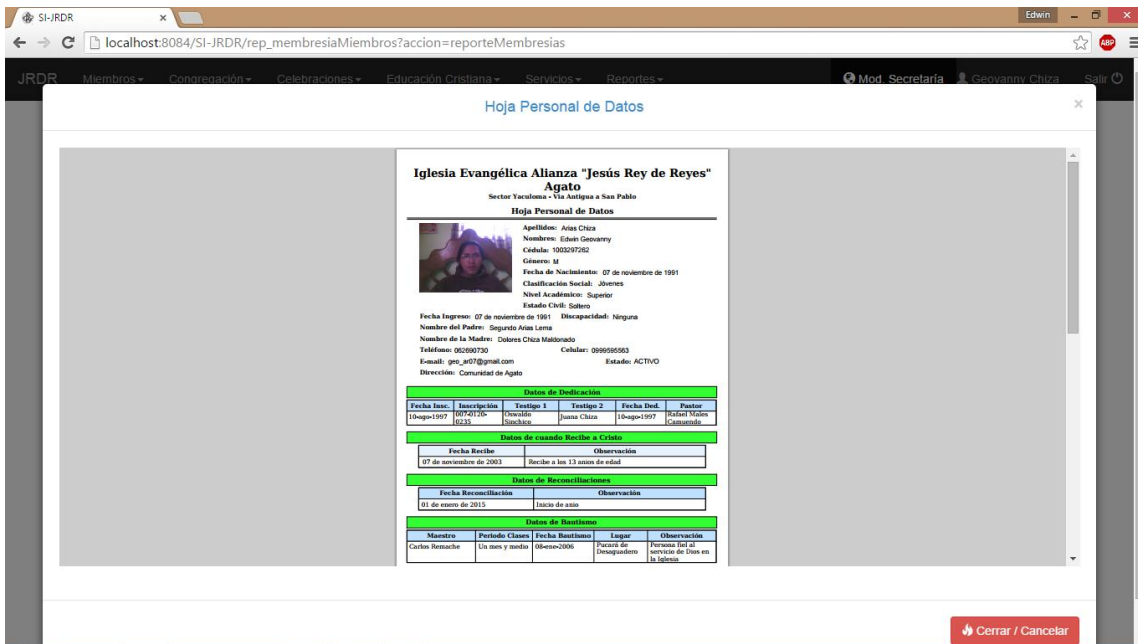 SI-JRDR
Edwin
localhost:8084/SI-JRDR/rep_membresiaMiembros?accion=reporteMembresias
ABP
JRDR Miembros Congregación Celebraciones Educación Cristiana Servicios Reportes Mod. Secretaría Geovanny Chiza Salir
Hoja Personal de Datos
Iglesia Evangélica Alianza "Jesús Rey de Reyes"
Agato
Sector Yaculoma - Vía Antigua a San Pablo
Hoja Personal de Datos
Apellidos: Arias Chiza
Nombres: Edwin Geovanny
Cédula: 1003297262
Género: M
Fecha de Nacimiento: 07 de noviembre de 1991
Clasificación Social: Jóvenes
Nivel Académico: Superior
Estado Civil: Soltero
Fecha Ingreso: 07 de noviembre de 1991 Discapacidad: Ninguna
Nombre del Padre: Segundo Arias Lema
Nombre de la Madre: Dolores Chiza Maldonado
Teléfono: 062690730 Celular: 0999595563
E-mail: geo_ar07@gmail.com Estado: ACTIVO
Dirección: Comunidad de Agato
Datos de Dedicación
Fecha Insc. Inscripción Testigo 1 Testigo 2 Fecha Ded. Pastor
10-ago-1997 007-0120-0235 Oswaldo Sinchico Juana Chiza 10-ago-1997 Rafael Males Camuendo
Datos de cuando Recibe a Cristo
Fecha Recibe Observación
07 de noviembre de 2003 Recibe a los 13 anios de edad
Datos de Reconciliaciones
Fecha Reconciliación Observación
01 de enero de 2015 Inicio de anio
Datos de Bautismo
Maestro Periodo Clases Fecha Bautismo Lugar Observación
Carlos Remache Un mes y medio 08-ene-2006 Pucará de Desaguadero Persona fiel al servicio de Dios en la Iglesia
Cerrar / Cancelar